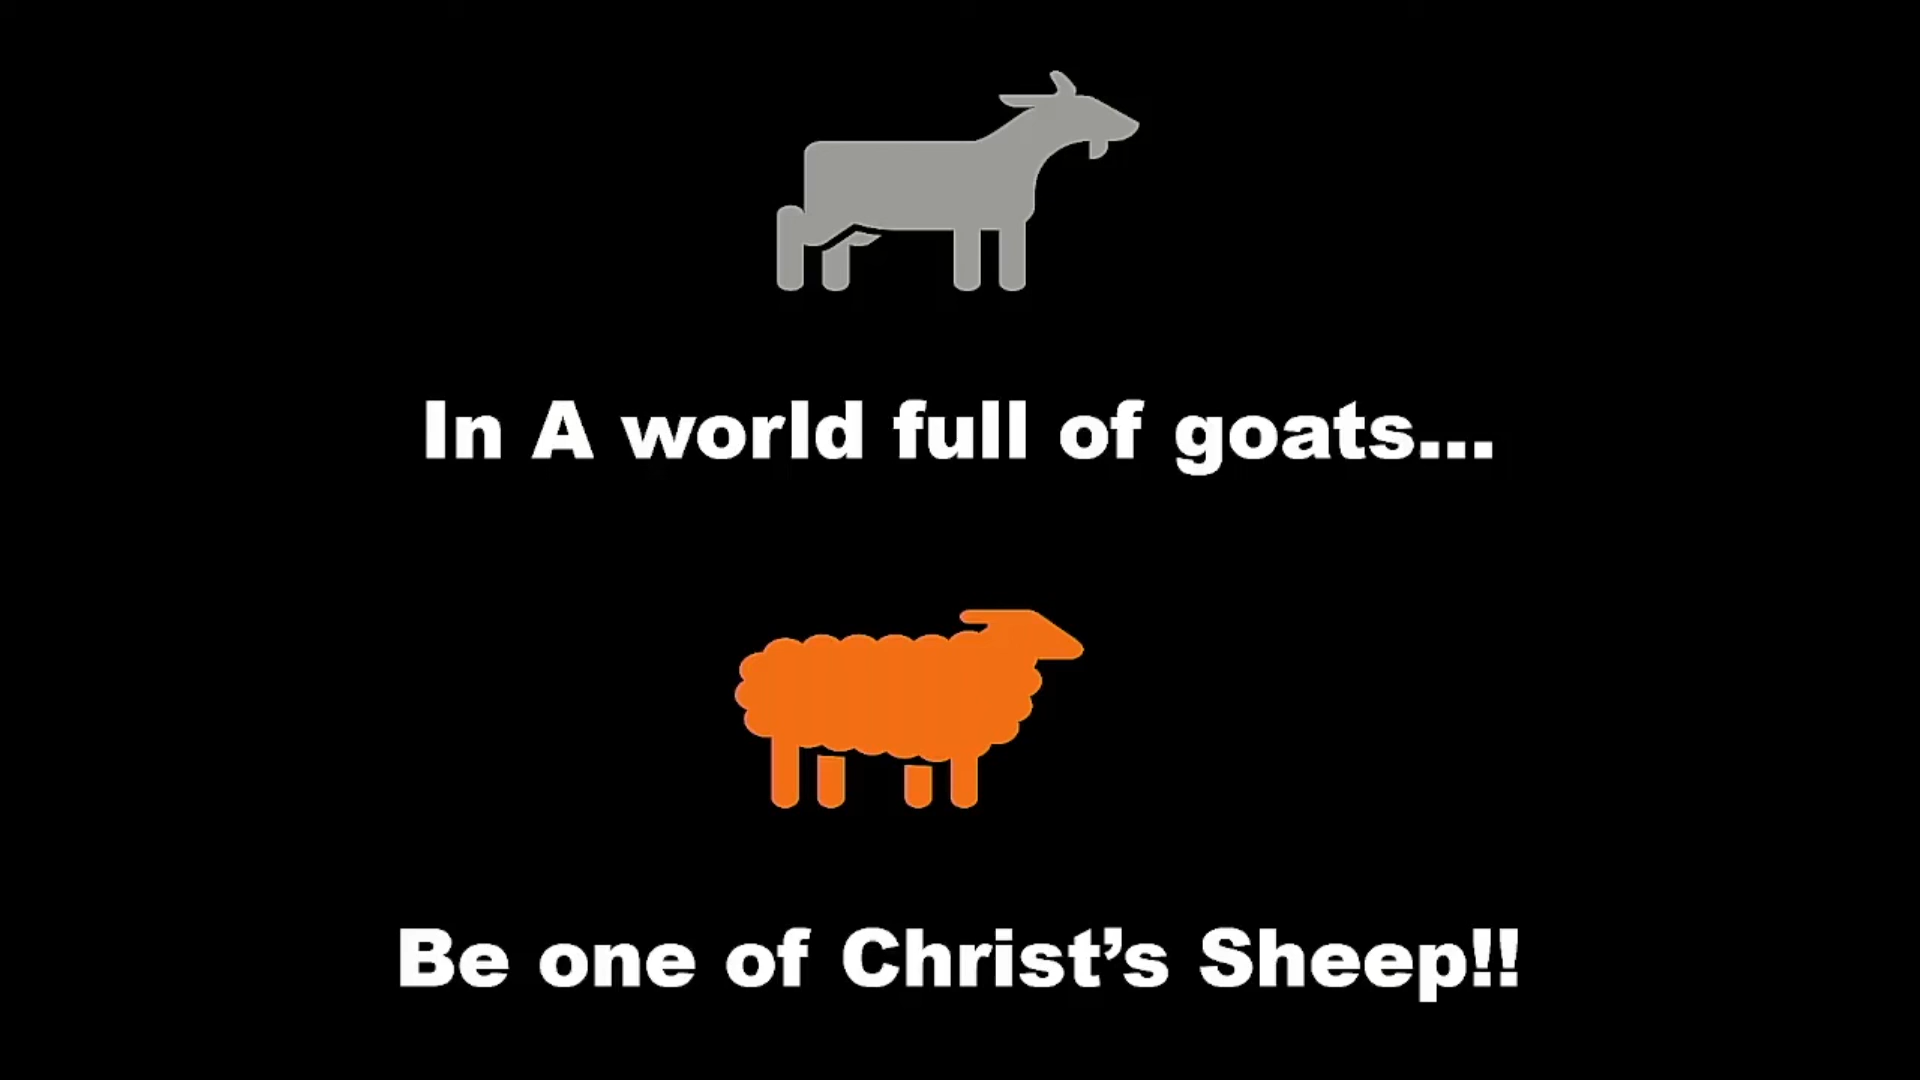 In A world full of goats...
Be one of Christ’s Sheep!!